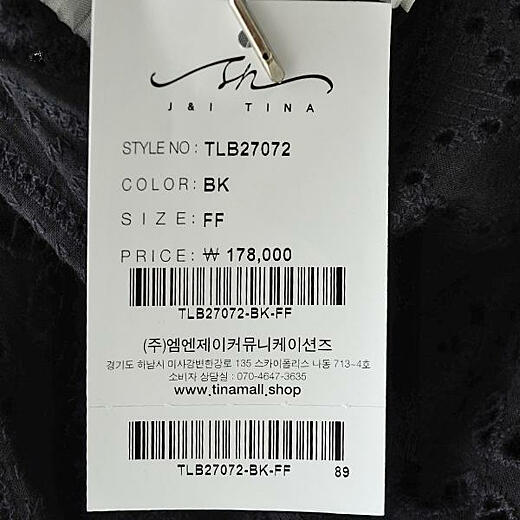 J & I TINA
STYLE NO: TLB27072
COLOR: BK
SIZE: FF
PRICE: ₩ 178,000
TLB27072-BK-FF
(주)엠엔제이커뮤니케이션즈
경기도 하남시 미사강변한강로 135 스카이폴리스 나동 713~4호
소비자 상담실 : 070-4647-3635
www.tinamall.shop
TLB27072-BK-FF 89